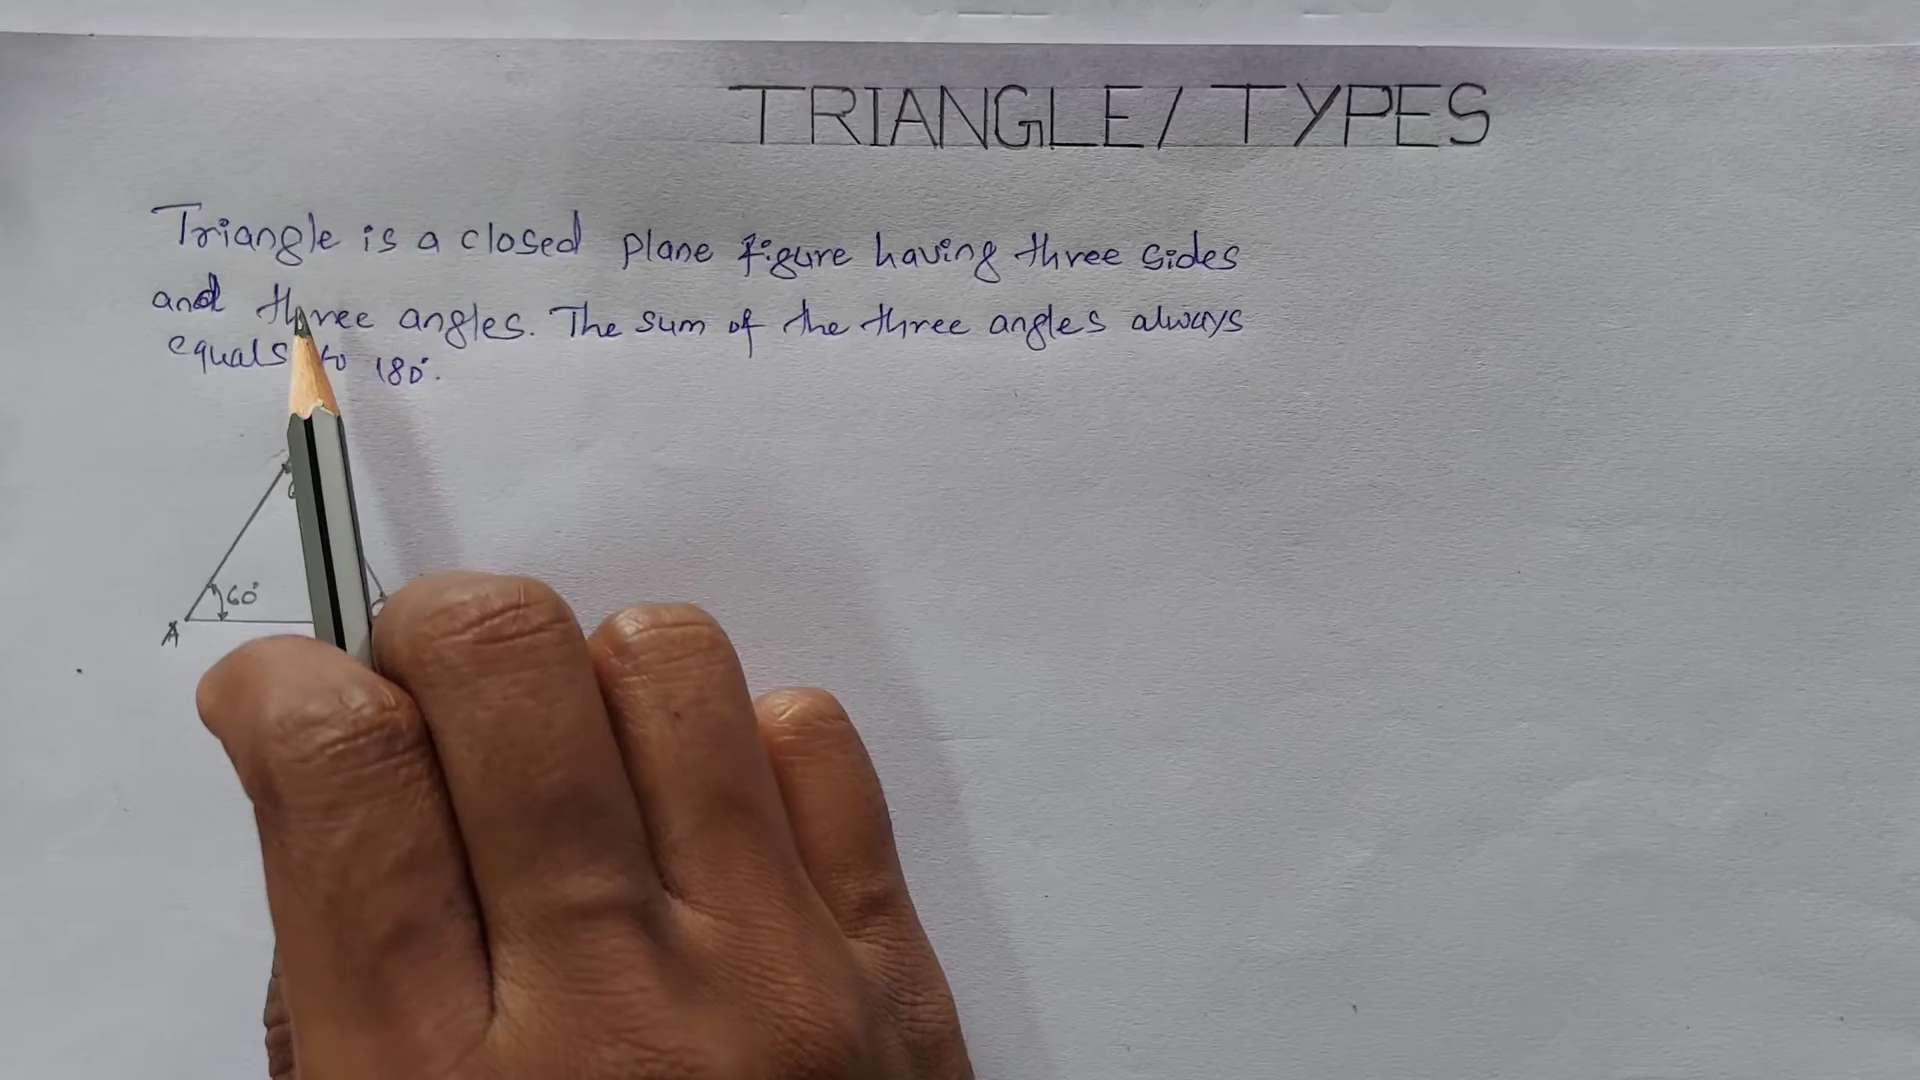 TRIANGLE/TYPES
Triangle is a closed plane figure having three sides
and three angles. The sum of the three angles always
equals to 180°.
60°
A